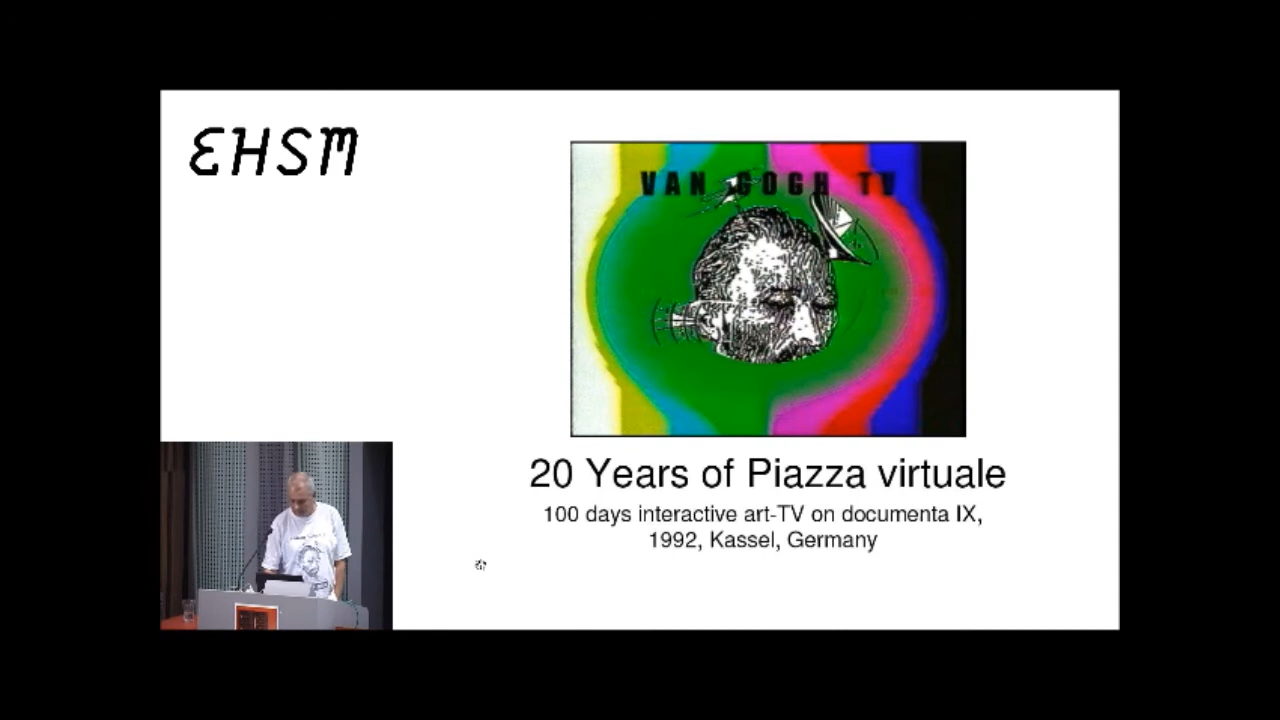 EHSM
VAN GOGH TV
20 Years of Piazza virtuale
100 days interactive art-TV on documenta IX,
1992, Kassel, Germany